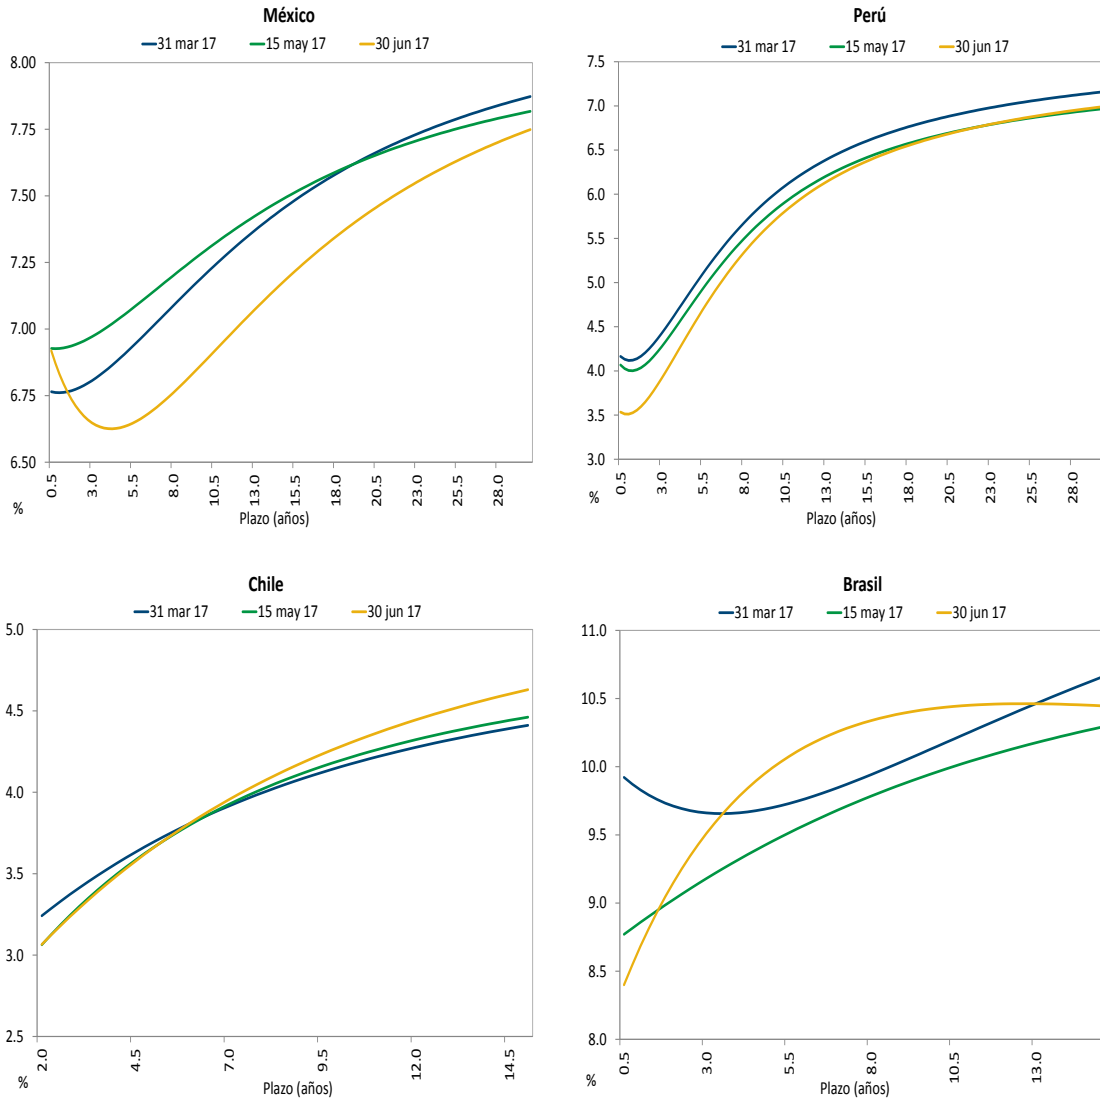 México
31 mar 17 15 may 17 30 jun 17
8.00
7.75
7.50
7.25
7.00
6.75
6.50
0.5 3.0 5.5 8.0 10.5 13.0 15.5 18.0 20.5 23.0 25.5 28.0
%
Plazo (años)
Perú
31 mar 17 15 may 17 30 jun 17
7.5
7.0
6.5
6.0
5.5
5.0
4.5
4.0
3.5
3.0
0.5 3.0 5.5 8.0 10.5 13.0 15.5 18.0 20.5 23.0 25.5 28.0
%
Plazo (años)
Chile
31 mar 17 15 may 17 30 jun 17
5.0
4.5
4.0
3.5
3.0
2.5
2.0 4.5 7.0 9.5 12.0 14.5
%
Plazo (años)
Brasil
31 mar 17 15 may 17 30 jun 17
11.0
10.5
10.0
9.5
9.0
8.5
8.0
0.5 3.0 5.5 8.0 10.5 13.0
%
Plazo (años)